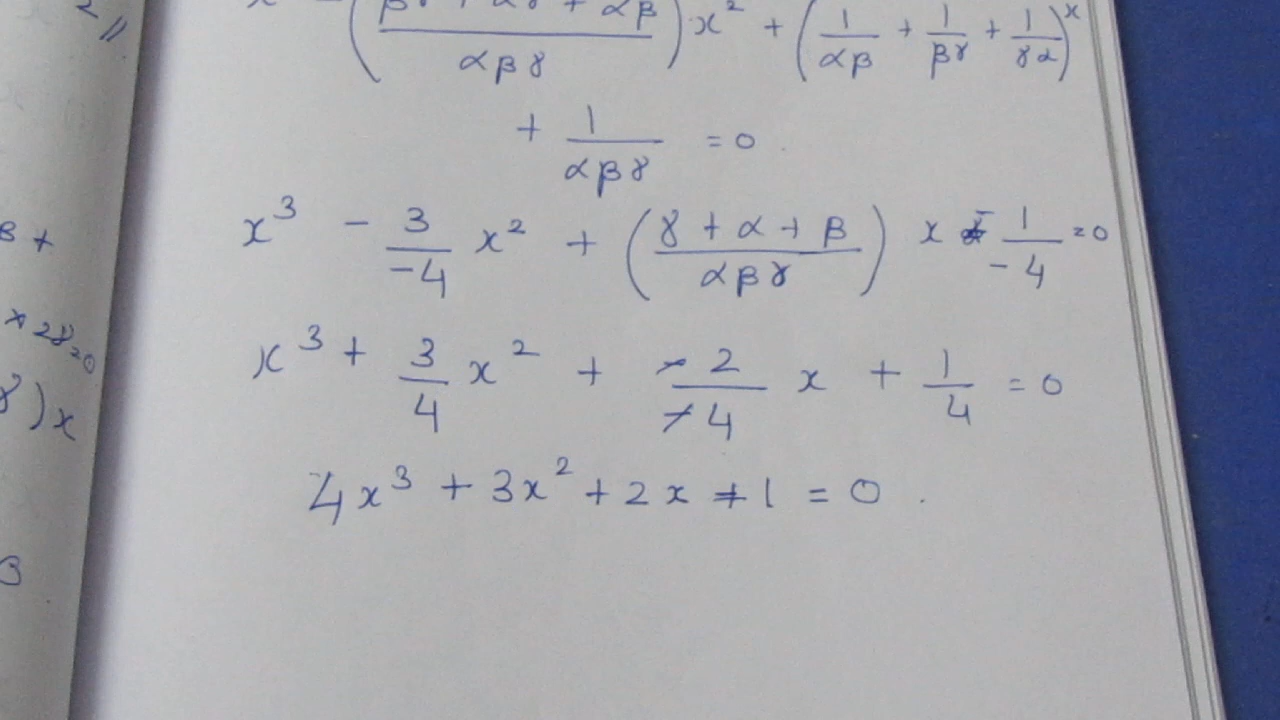 x² + (1/αβ + 1/βγ + 1/γα)x
αβγ
+ 1/αβγ = 0
x³ - 3/-4 x² + (γ + α + β/αβγ) x - 1/-4 = 0
x³ + 3/4 x² + -2/-4 x + 1/4 = 0
4x³ + 3x² + 2x + 1 = 0.